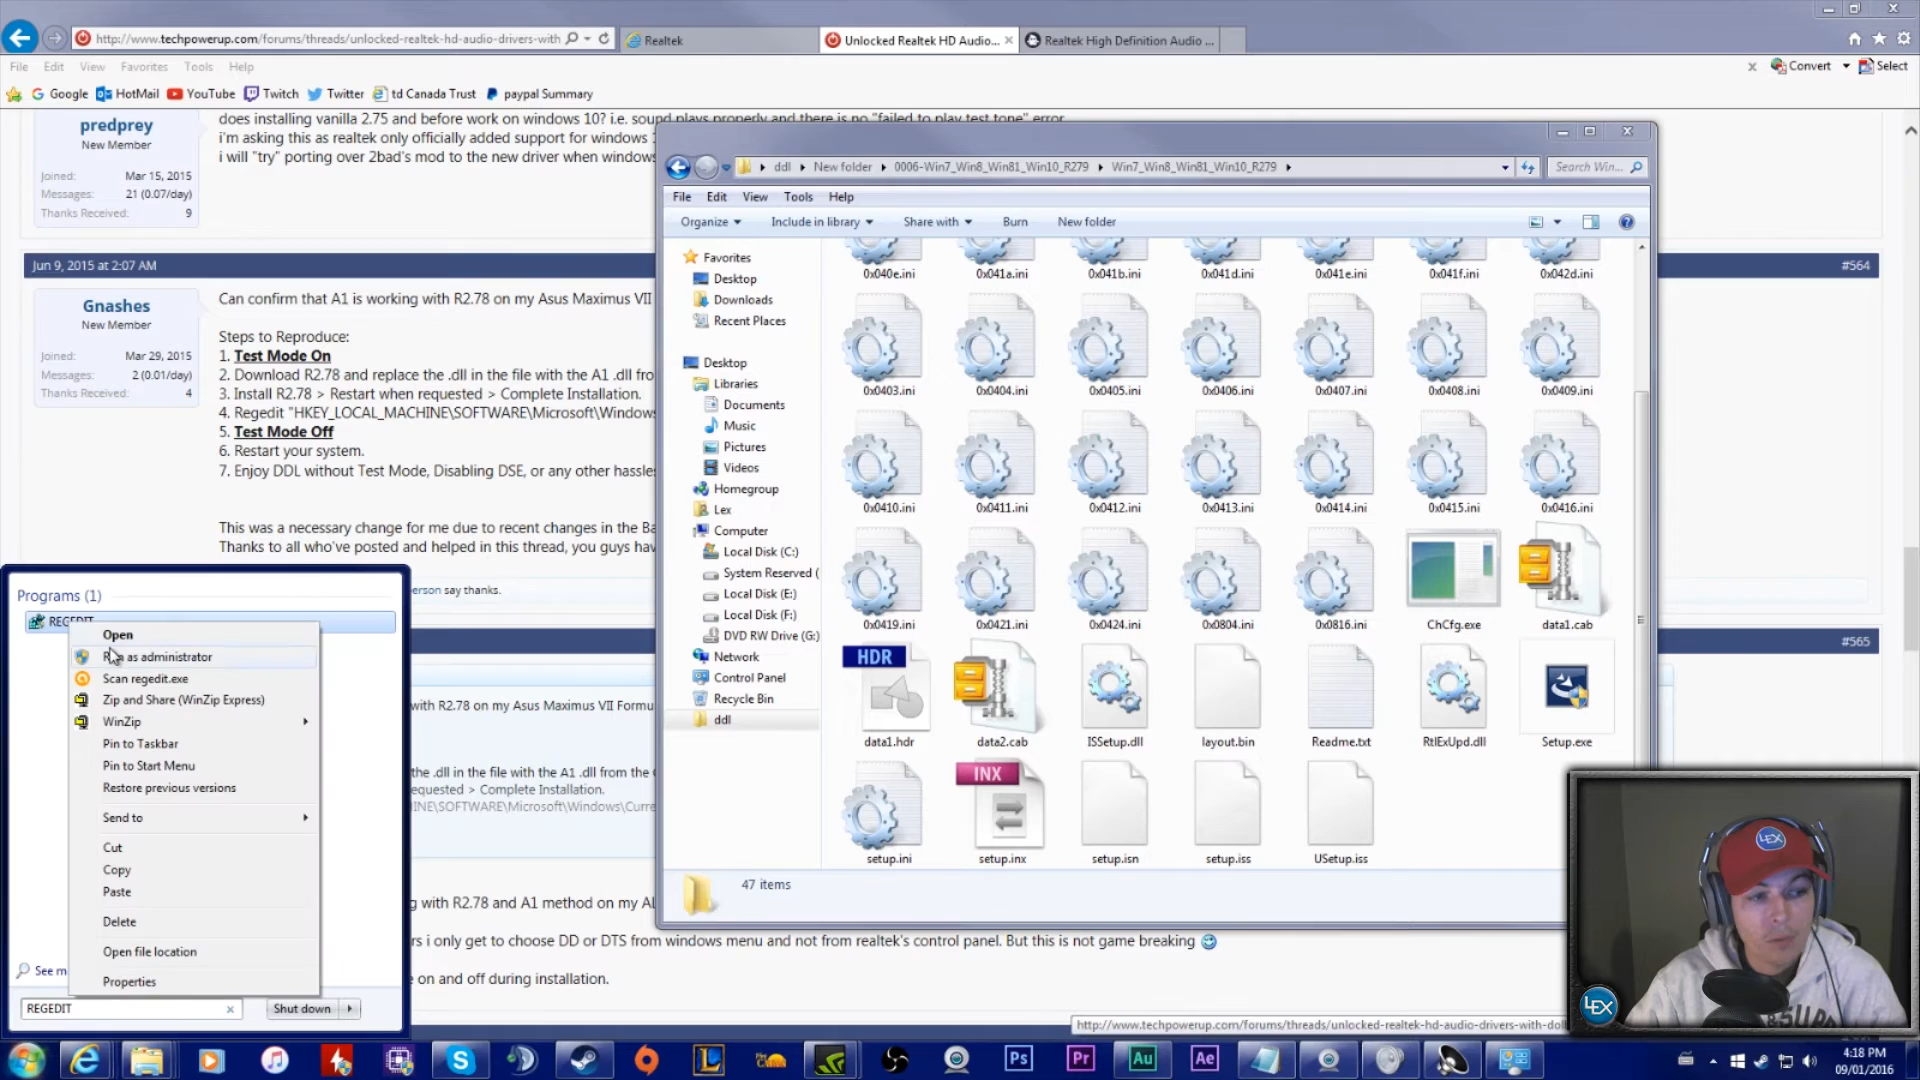 http://www.techpowerup.com/forums/threads/unlocked-realtek-hd-audio-drivers-with
Realtek
Unlocked Realtek HD Audio...
Realtek High Definition Audio ...
File Edit View Favorites Tools Help
Convert
Select
Google HotMail YouTube Twitch Twitter td Canada Trust paypal Summary
predprey
New Member
Joined: Mar 15, 2015
Messages: 21 (0.07/day)
Thanks Received: 9
does installing vanilla 2.75 and before work on windows 10? i.e. sound plays properly and there is no "failed to play test tone" error
i'm asking this as realtek only officially added support for windows 1
i will "try" porting over 2bad's mod to the new driver when window
Jun 9, 2015 at 2:07 AM
#564
Gnashes
New Member
Joined: Mar 29, 2015
Messages: 2 (0.01/day)
Thanks Received: 4
Can confirm that A1 is working with R2.78 on my Asus Maximus VII
Steps to Reproduce:
1. Test Mode On
2. Download R2.78 and replace the .dll in the file with the A1 .dll fro
3. Install R2.78 > Restart when requested > Complete Installation.
4. Regedit "HKEY_LOCAL_MACHINE\SOFTWARE\Microsoft\Windows
5. Test Mode Off
6. Restart your system.
7. Enjoy DDL without Test Mode, Disabling DSE, or any other hassles
This was a necessary change for me due to recent changes in the Ba
Thanks to all who've posted and helped in this thread, you guys hav
erson say thanks.
#565
with R2.78 on my Asus Maximus VII Formu
the .dll in the file with the A1 .dll from the
equested > Complete Installation.
INE\SOFTWARE\Microsoft\Windows\Curre
g with R2.78 and A1 method on my AL
rs i only get to choose DD or DTS from windows menu and not from realtek's control panel. But this is not game breaking
e on and off during installation.
http://www.techpowerup.com/forums/threads/unlocked-realtek-hd-audio-drivers-with-dol
ddl New folder 0006-Win7_Win8_Win81_Win10_R279 Win7_Win8_Win81_Win10_R279
Search Win...
File Edit View Tools Help
Organize Include in library Share with Burn New folder
Favorites
Desktop
Downloads
Recent Places
Desktop
Libraries
Documents
Music
Pictures
Videos
Homegroup
Lex
Computer
Local Disk (C:)
System Reserved (
Local Disk (E:)
Local Disk (F:)
DVD RW Drive (G:)
Network
Control Panel
Recycle Bin
ddl
0x040e.ini 0x041a.ini 0x041b.ini 0x041d.ini 0x041e.ini 0x041f.ini 0x042d.ini
0x0403.ini 0x0404.ini 0x0405.ini 0x0406.ini 0x0407.ini 0x0408.ini 0x0409.ini
0x0410.ini 0x0411.ini 0x0412.ini 0x0413.ini 0x0414.ini 0x0415.ini 0x0416.ini
0x0419.ini 0x0421.ini 0x0424.ini 0x0804.ini 0x0816.ini ChCfg.exe data1.cab
HDR
data1.hdr data2.cab ISSetup.dll layout.bin Readme.txt RtlExUpd.dll Setup.exe
INX
setup.ini setup.inx setup.isn setup.iss USetup.iss
47 items
Programs (1)
REGEDIT
Open
Run as administrator
Scan regedit.exe
Zip and Share (WinZip Express)
WinZip
Pin to Taskbar
Pin to Start Menu
Restore previous versions
Send to
Cut
Copy
Paste
Delete
Open file location
Properties
See m
REGEDIT
Shut down
LEX
LEX
Ps Pr Au Ae
4:18 PM
09/01/2016